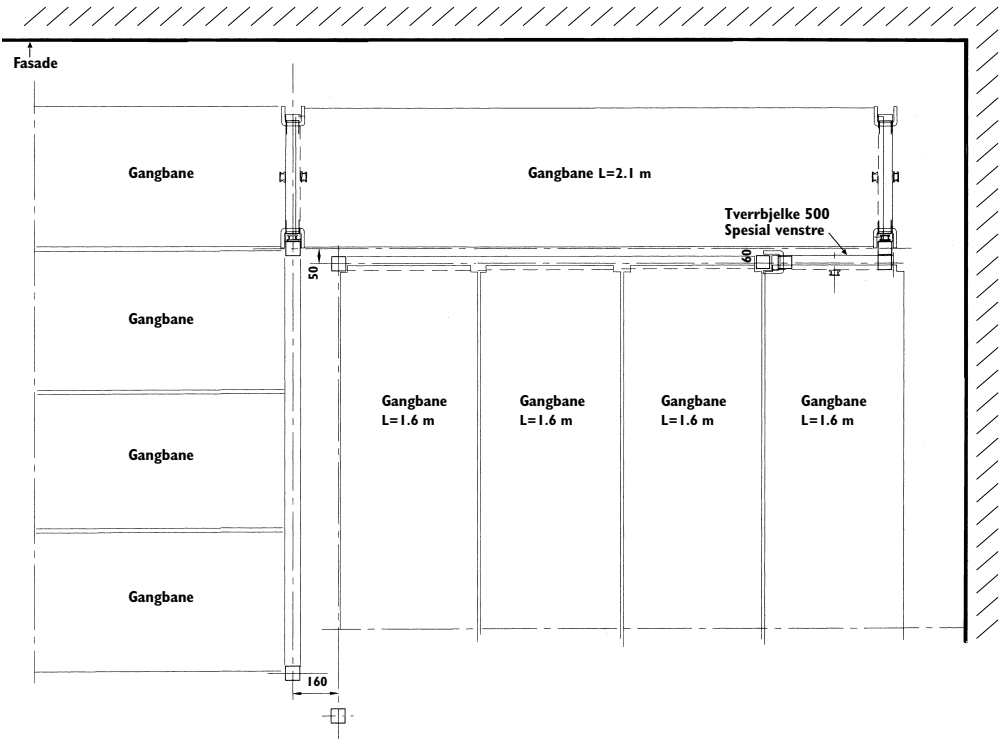 Fasade
Gangbane
Gangbane L=2.1 m
Tverrbjelke 500
Spesial venstre
50
60
Gangbane
Gangbane
L=1.6 m
Gangbane
L=1.6 m
Gangbane
L=1.6 m
Gangbane
L=1.6 m
Gangbane
Gangbane
160